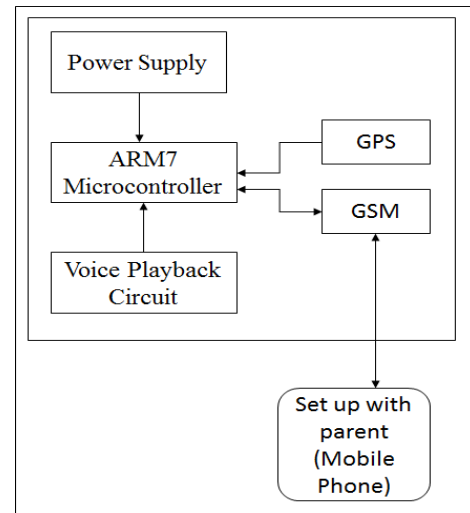 Power Supply
ARM7
Microcontroller
GPS
GSM
Voice Playback
Circuit
Set up with
parent
(Mobile
Phone)